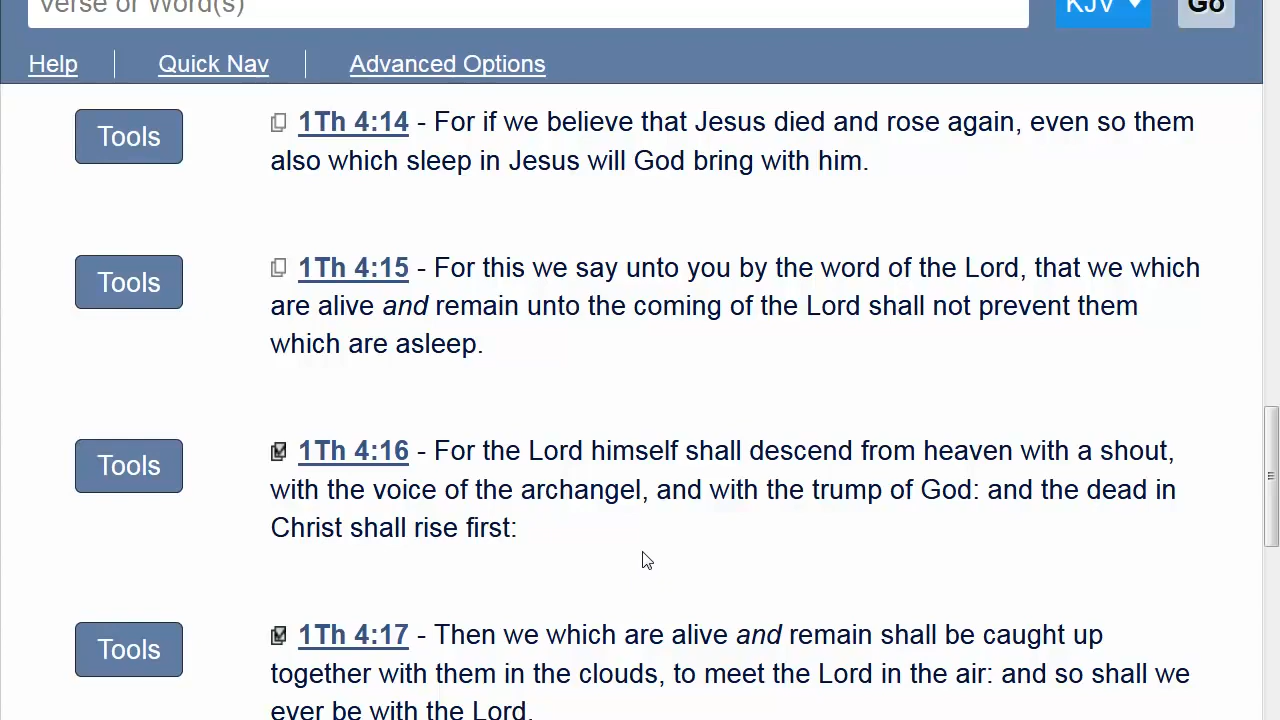 Verse or Word(s)
KJV
Go
Help
Quick Nav
Advanced Options
Tools
1Th 4:14 - For if we believe that Jesus died and rose again, even so them
also which sleep in Jesus will God bring with him.
Tools
1Th 4:15 - For this we say unto you by the word of the Lord, that we which
are alive and remain unto the coming of the Lord shall not prevent them
which are asleep.
Tools
1Th 4:16 - For the Lord himself shall descend from heaven with a shout,
with the voice of the archangel, and with the trump of God: and the dead in
Christ shall rise first:
Tools
1Th 4:17 - Then we which are alive and remain shall be caught up
together with them in the clouds, to meet the Lord in the air: and so shall we
ever be with the Lord.